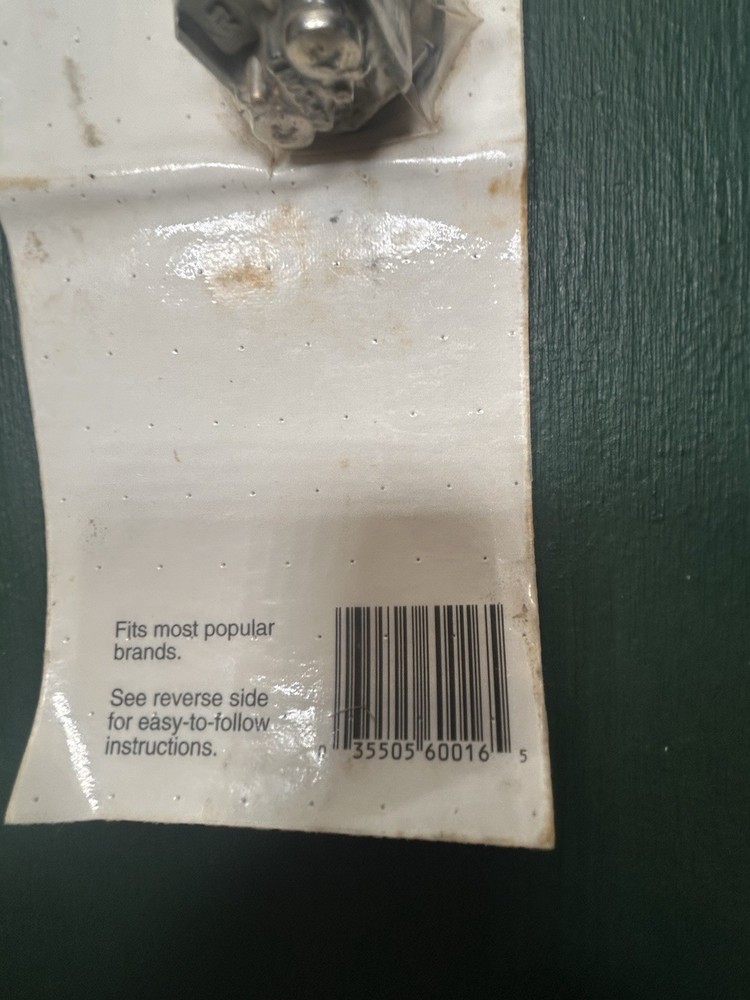 Fits most popular
brands.
See reverse side
for easy-to-follow
instructions.
0 35505 60016 5